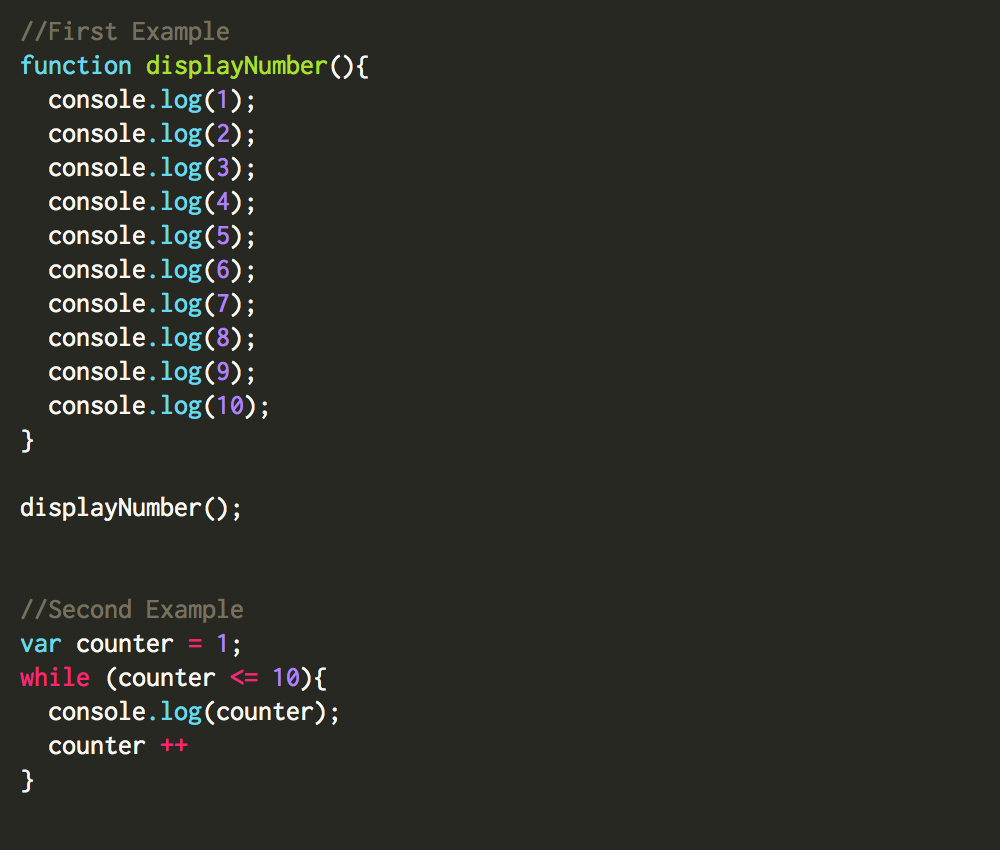 //First Example
function displayNumber(){
  console.log(1);
  console.log(2);
  console.log(3);
  console.log(4);
  console.log(5);
  console.log(6);
  console.log(7);
  console.log(8);
  console.log(9);
  console.log(10);
}

displayNumber();

//Second Example
var counter = 1;
while (counter <= 10){
  console.log(counter);
  counter ++
}